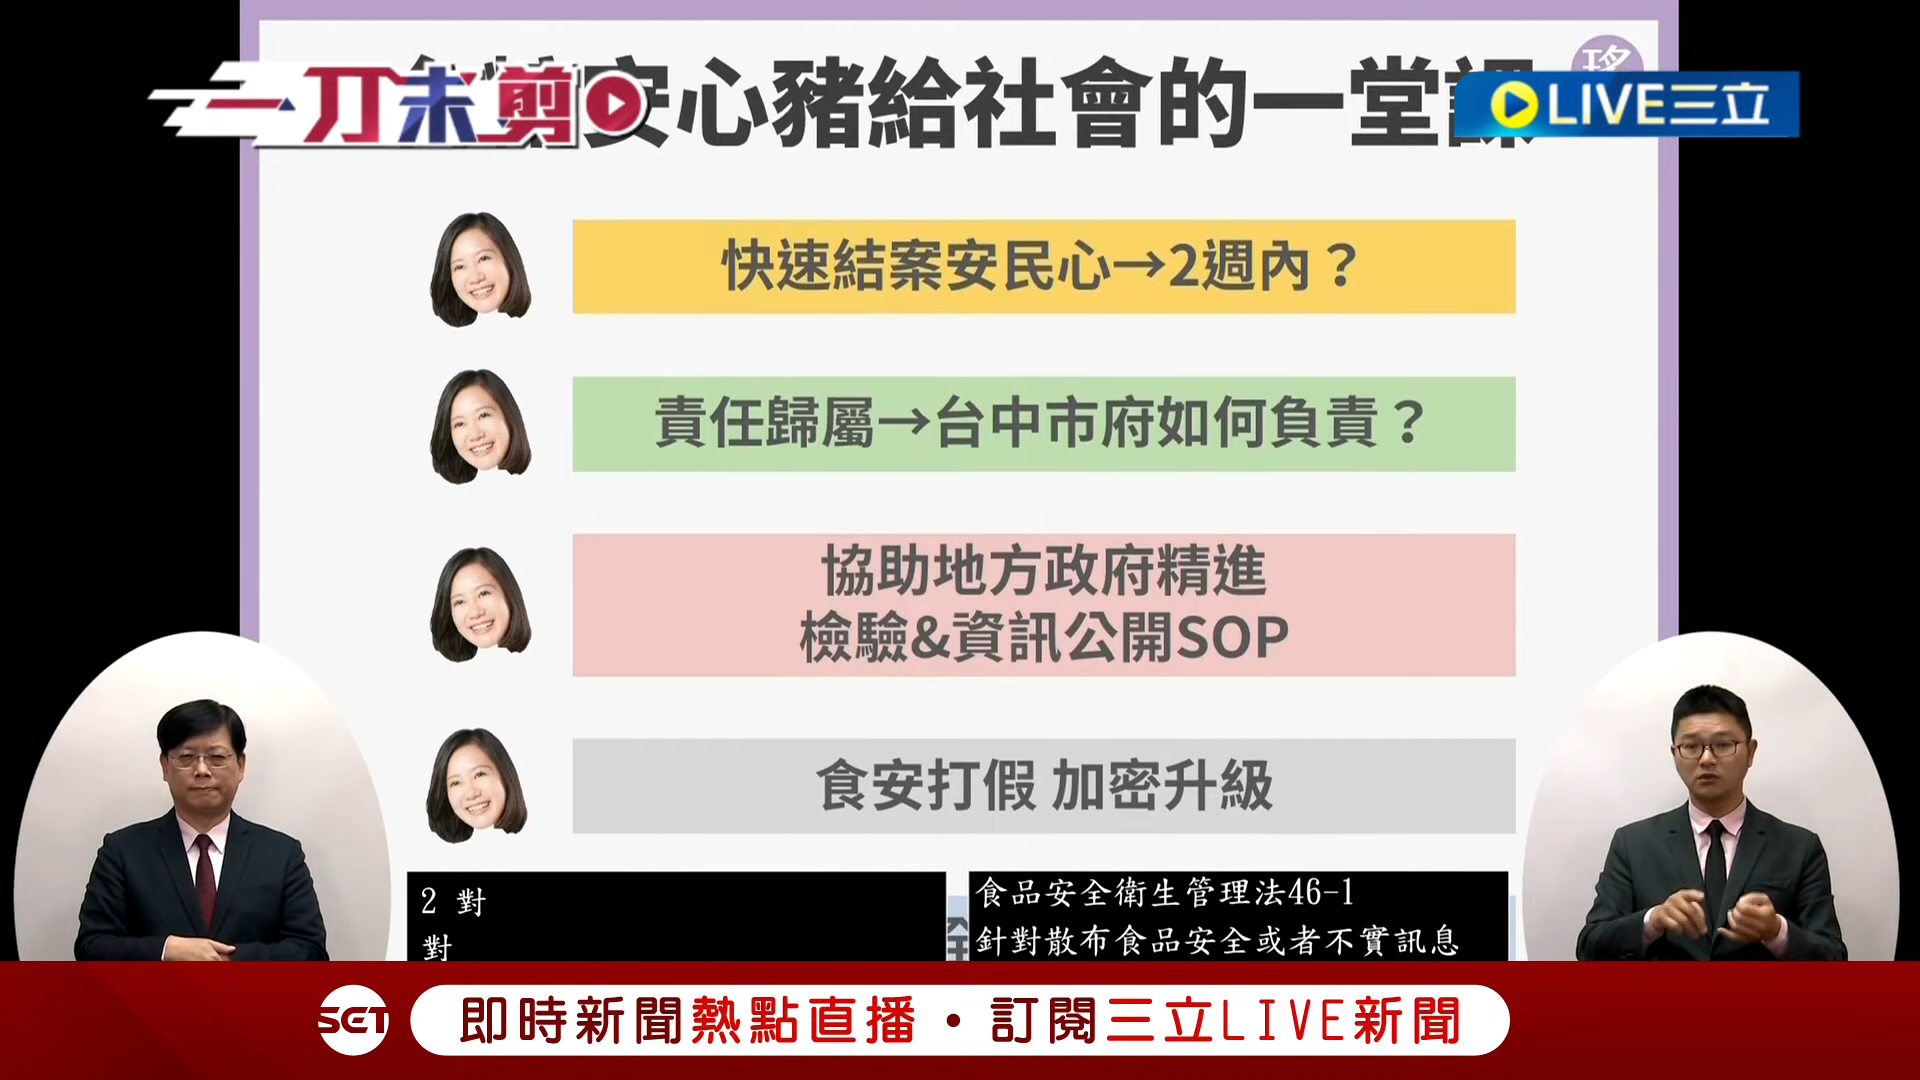 安心豬給社會的一堂課
瑤
一刀未剪
LIVE三立
快速結案安民心→2週內？
責任歸屬→台中市府如何負責？
協助地方政府精進
檢驗&資訊公開SOP
食安打假 加密升級
2 對
對
食品安全衛生管理法46-1
針對散布食品安全或者不實訊息
SET
即時新聞熱點直播•訂閱三立LIVE新聞